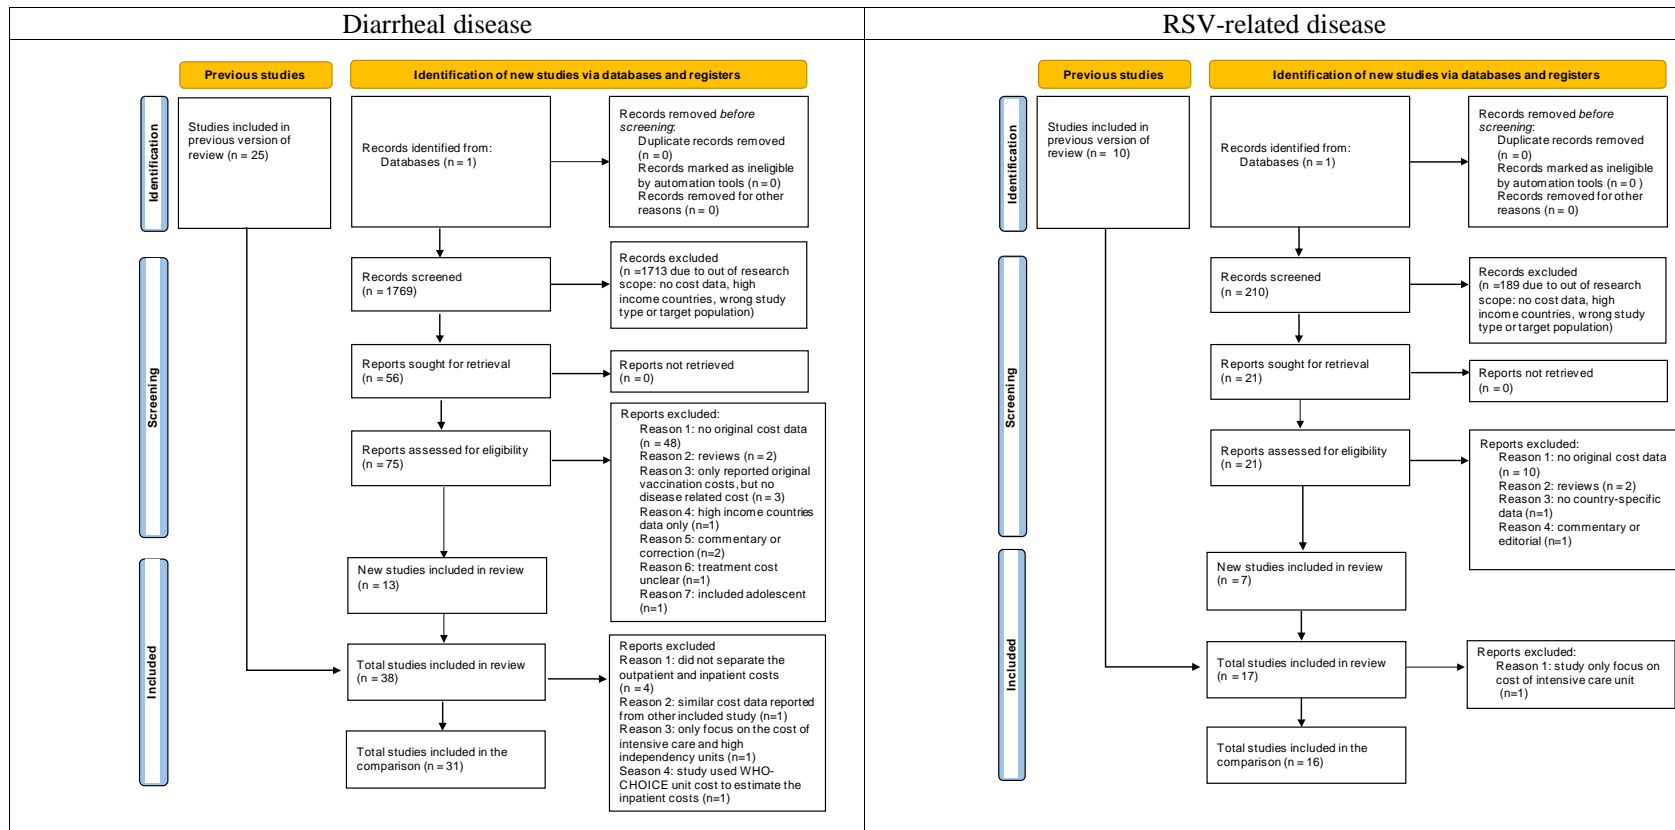 Diarrheal disease
Previous studies
Identification of new studies via databases and registers
Identification
Studies included in
previous version of
review (n = 25)
Records identified from:
Databases (n = 1)
Records removed before
screening:
Duplicate records removed
(n = 0)
Records marked as ineligible
by automation tools (n = 0)
Records removed for other
reasons (n = 0)
Screening
Records screened
(n = 1769)
Records excluded
(n =1713 due to out of research
scope: no cost data, high
income countries, wrong study
type or target population)
Reports sought for retrieval
(n = 56)
Reports not retrieved
(n = 0)
Reports assessed for eligibility
(n = 75)
Reports excluded:
Reason 1: no original cost data
(n = 48)
Reason 2: reviews (n = 2)
Reason 3: only reported original
vaccination costs, but no
disease related cost (n = 3)
Reason 4: high income countries
data only (n=1)
Reason 5: commentary or
correction (n=2)
Reason 6: treatment cost
unclear (n=1)
Reason 7: included adolescent
(n=1)
Included
New studies included in review
(n = 13)
Total studies included in review
(n = 38)
Reports excluded
Reason 1: did not separate the
outpatient and inpatient costs
(n = 4)
Reason 2: similar cost data reported
from other included study (n=1)
Reason 3: only focus on the cost of
intensive care and high
independency units (n=1)
Season 4: study used WHO-
CHOICE unit cost to estimate the
inpatient costs (n=1)
Total studies included in the
comparison (n = 31)
RSV-related disease
Previous studies
Identification of new studies via databases and registers
Identification
Studies included in
previous version of
review (n = 10)
Records identified from:
Databases (n = 1)
Records removed before
screening:
Duplicate records removed
(n = 0)
Records marked as ineligible
by automation tools (n = 0 )
Records removed for other
reasons (n = 0)
Screening
Records screened
(n = 210)
Records excluded
(n =189 due to out of research
scope: no cost data, high
income countries, wrong study
type or target population)
Reports sought for retrieval
(n = 21)
Reports not retrieved
(n = 0)
Reports assessed for eligibility
(n = 21)
Reports excluded:
Reason 1: no original cost data
(n = 10)
Reason 2: reviews (n = 2)
Reason 3: no country-specific
data (n=1)
Reason 4: commentary or
editorial (n=1)
Included
New studies included in review
(n = 7)
Total studies included in review
(n = 17)
Reports excluded:
Reason 1: study only focus on
cost of intensive care unit
(n=1)
Total studies included in the
comparison (n = 16)